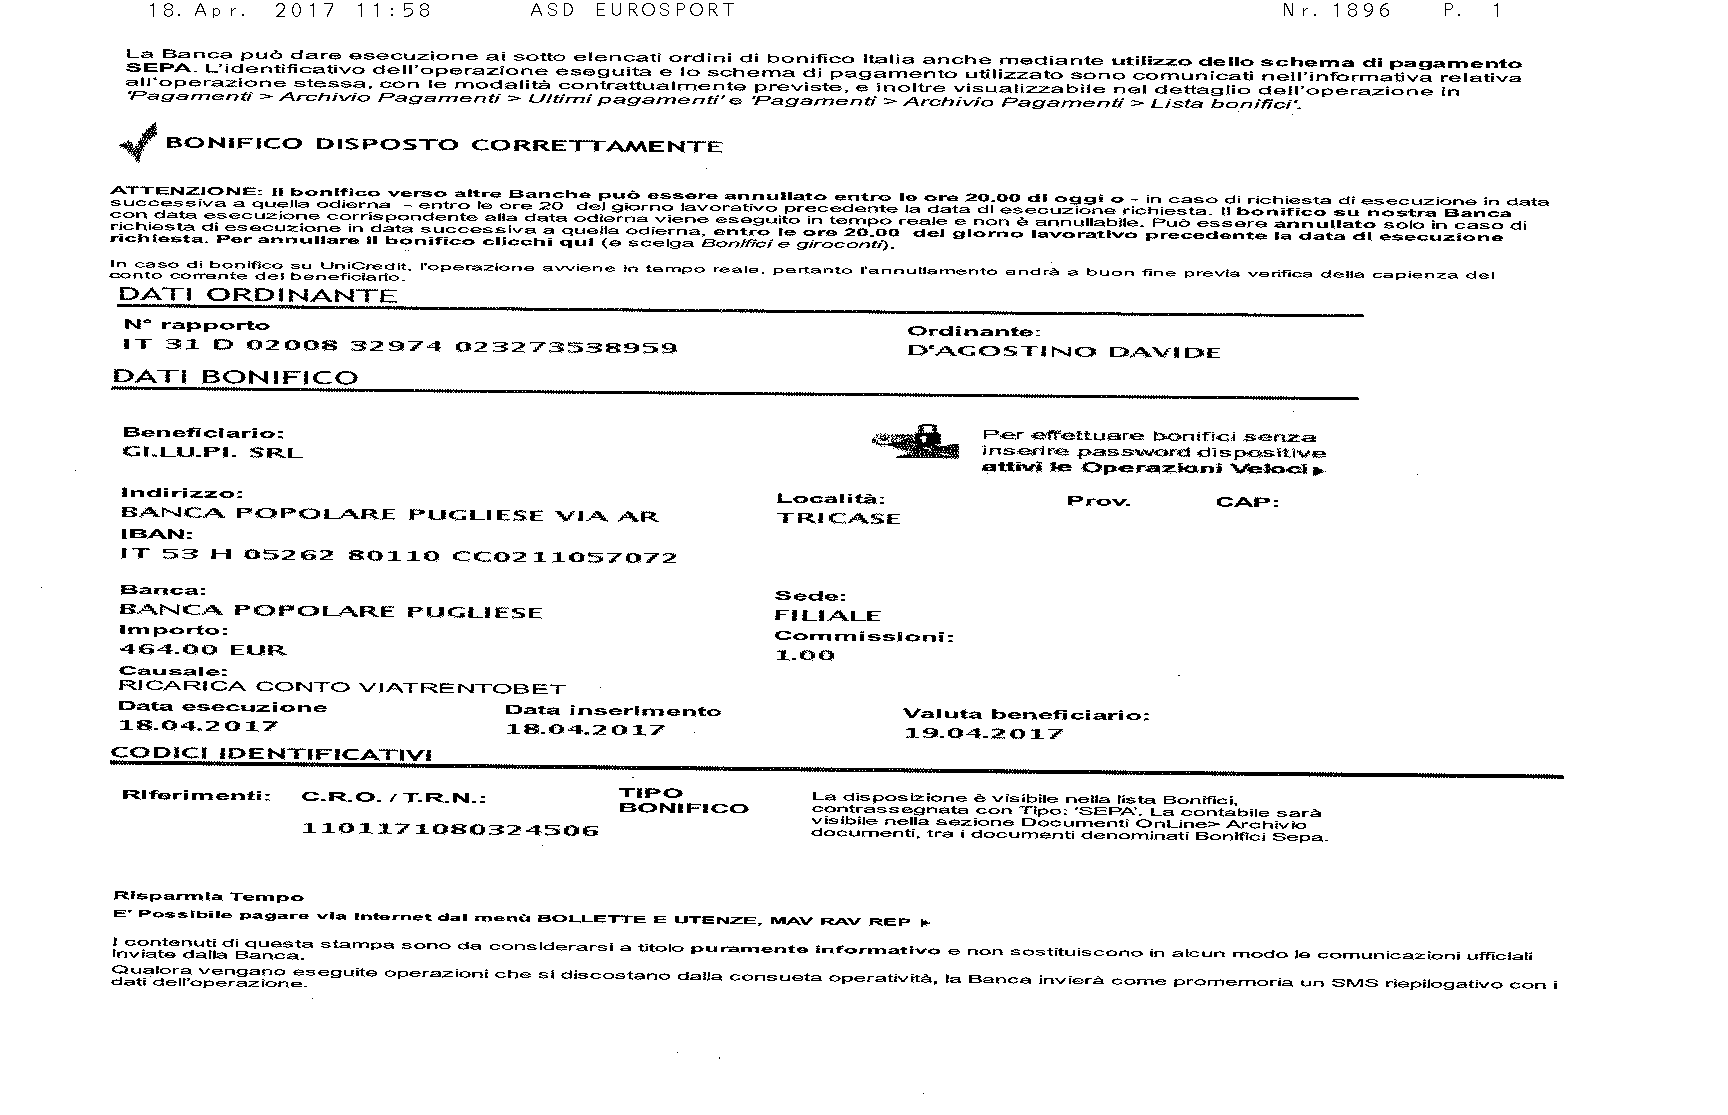 18. Apr. 2017 11:58 ASD EUROSPORT Nr. 1896 P. 1
La Banca può dare esecuzione ai sotto elencati ordini di bonifico Italia anche mediante utilizzo dello schema di pagamento
SEPA. L'identificativo dell'operazione eseguita e lo schema di pagamento utilizzato sono comunicati nell'informativa relativa
all'operazione stessa, con le modalità contrattualmente previste, e inoltre visualizzabile nel dettaglio dell'operazione in
'Pagamenti > Archivio Pagamenti > Ultimi pagamenti' e 'Pagamenti > Archivio Pagamenti > Lista bonifici'.
BONIFICO DISPOSTO CORRETTAMENTE
ATTENZIONE: Il bonifico verso altre Banche può essere annullato entro le ore 20.00 di oggi o - in caso di richiesta di esecuzione in data
successiva a quella odierna - entro le ore 20 del giorno lavorativo precedente la data di esecuzione richiesta. Il bonifico su nostra Banca
con data esecuzione corrispondente alla data odierna viene eseguito in tempo reale e non è annullabile. Può essere annullato solo in caso di
richiesta di esecuzione in data successiva a quella odierna, entro le ore 20.00 del giorno lavorativo precedente la data di esecuzione
richiesta. Per annullare il bonifico clicchi qui (e scelga Bonifici e giroconti).
In caso di bonifico su UniCredit, l'operazione avviene in tempo reale, pertanto l'annullamento andrà a buon fine previa verifica della capienza del
conto corrente del beneficiario.
DATI ORDINANTE
N° rapporto Ordinante:
IT 31 D 02008 32974 023273538959 D'AGOSTINO DAVIDE
DATI BONIFICO
Beneficiario: Per effettuare bonifici senza
GI.LU.PI. SRL inserire password dispositive
attivi le Operazioni Veloci
Indirizzo: Località: Prov. CAP:
BANCA POPOLARE PUGLIESE VIA AR TRICASE
IBAN:
IT 53 H 05262 80110 CC0211057072
Banca: Sede:
BANCA POPOLARE PUGLIESE FILIALE
Importo: Commissioni:
464.00 EUR 1.00
Causale:
RICARICA CONTO VIATRENTOBET
Data esecuzione Data inserimento Valuta beneficiario:
18.04.2017 18.04.2017 19.04.2017
CODICI IDENTIFICATIVI
Riferimenti: C.R.O. / T.R.N.: TIPO BONIFICO
1101171080324506
La disposizione è visibile nella lista Bonifici,
contrassegnata con Tipo: 'SEPA'. La contabile sarà
visibile nella sezione Documenti OnLine> Archivio
documenti, tra i documenti denominati Bonifici Sepa.
Risparmia Tempo
E' Possibile pagare via Internet dal menù BOLLETTE E UTENZE, MAV RAV REP
I contenuti di questa stampa sono da considerarsi a titolo puramente informativo e non sostituiscono in alcun modo le comunicazioni ufficiali
inviate dalla Banca.
Qualora vengano eseguite operazioni che si discostano dalla consueta operatività, la Banca invierà come promemoria un SMS riepilogativo con i
dati dell'operazione.